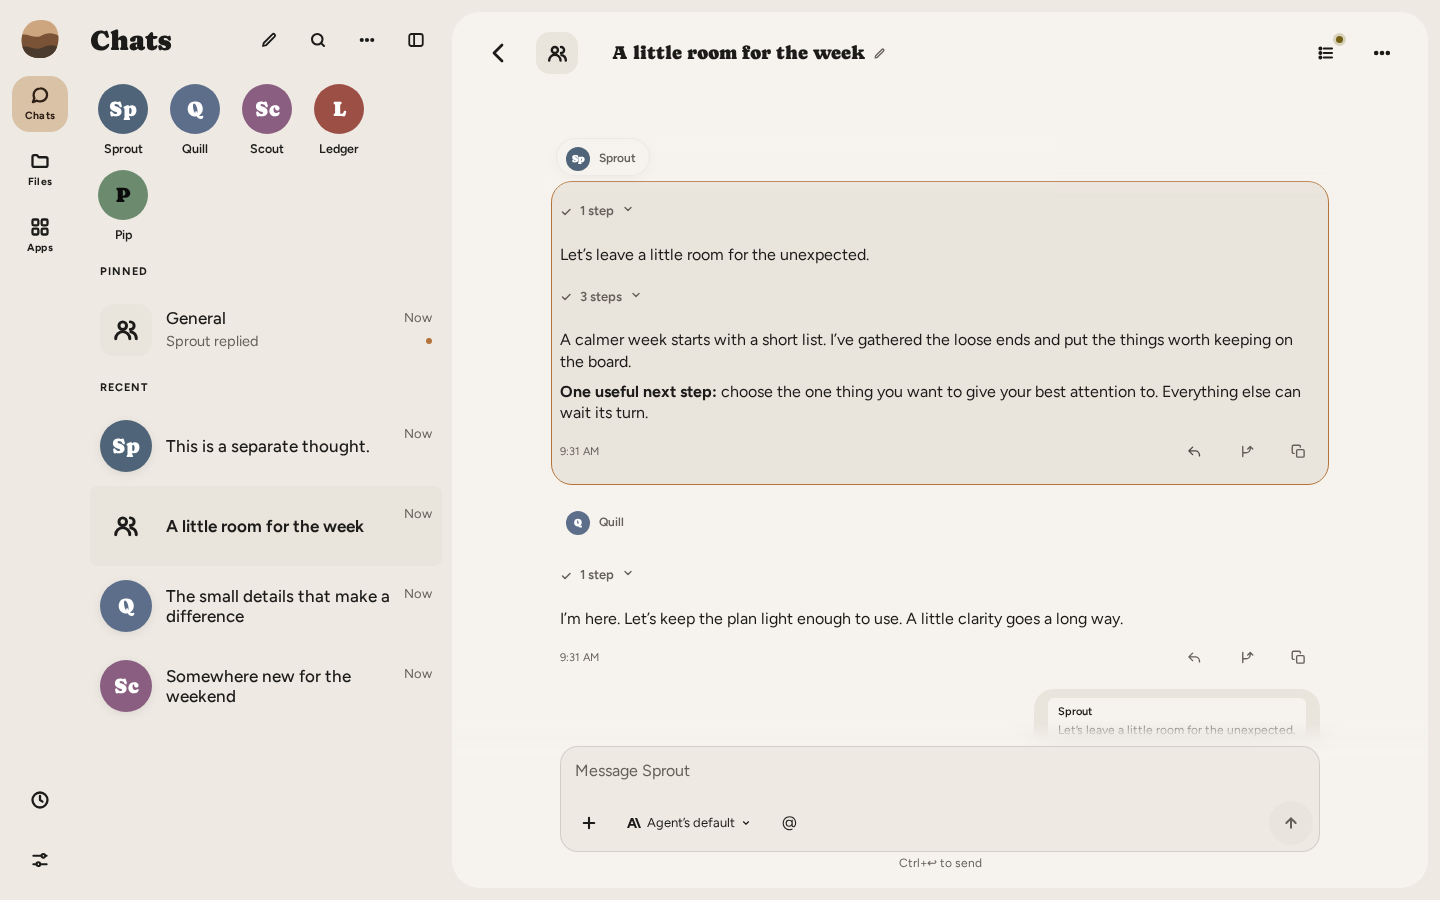 Chats
Chats
Files
Apps
Sp
Sprout
Q
Quill
Sc
Scout
L
Ledger
P
Pip
PINNED
General
Now
Sprout replied
RECENT
Sp
This is a separate thought.
Now
A little room for the week
Now
Q
The small details that make a
difference
Now
Sc
Somewhere new for the
weekend
Now
A little room for the week
Sp
Sprout
1 step
Let's leave a little room for the unexpected.
3 steps
A calmer week starts with a short list. I've gathered the loose ends and put the things worth keeping on
the board.
One useful next step: choose the one thing you want to give your best attention to. Everything else can
wait its turn.
9:31 AM
Q
Quill
1 step
I'm here. Let's keep the plan light enough to use. A little clarity goes a long way.
9:31 AM
Sprout
Let's leave a little room for the unexpected.
Message Sprout
Agent's default
@
Ctrl+↩ to send